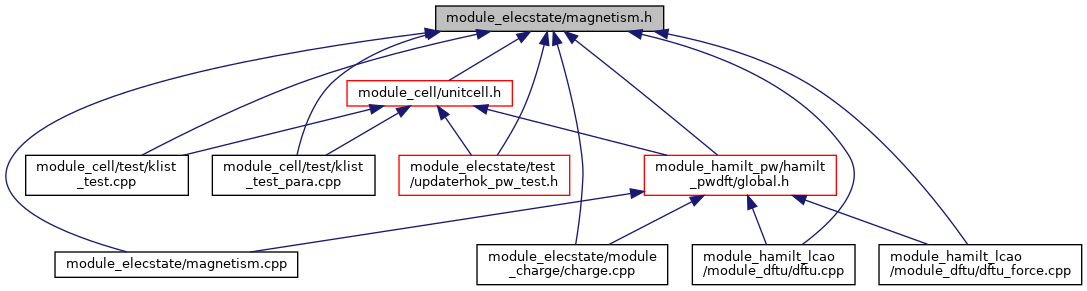 module_elecstate/magnetism.h
module_cell/unitcell.h
module_cell/test/klist
_test.cpp
module_cell/test/klist
_test_para.cpp
module_elecstate/test
/updaterhok_pw_test.h
module_hamilt_pw/hamilt
_pwdft/global.h
module_elecstate/magnetism.cpp
module_elecstate/module
_charge/charge.cpp
module_hamilt_lcao
/module_dftu/dftu.cpp
module_hamilt_lcao
/module_dftu/dftu_force.cpp